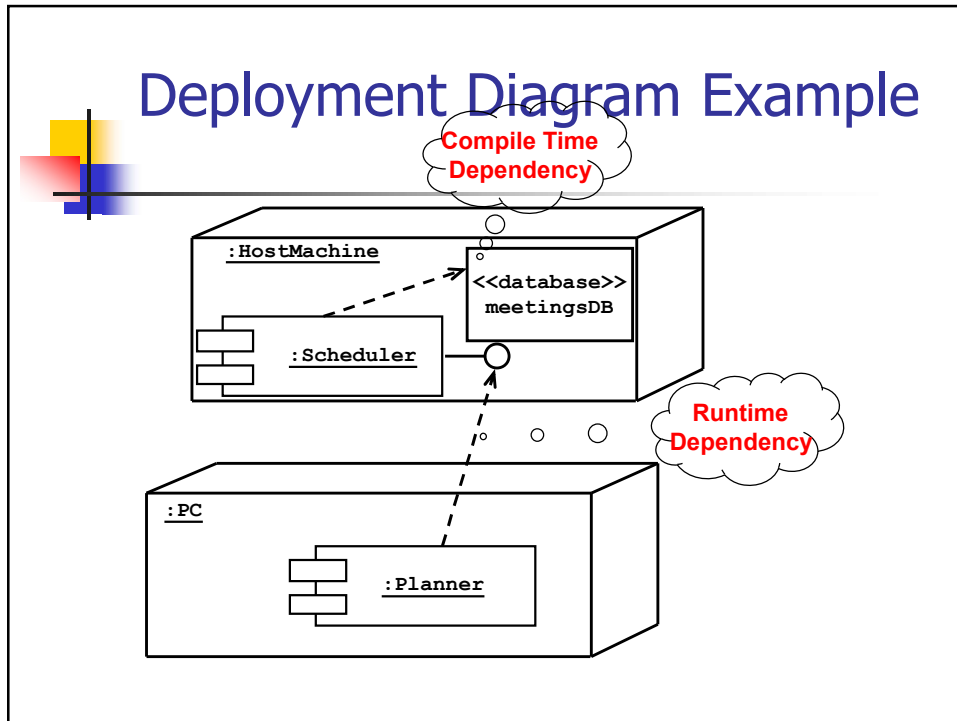 Deployment Diagram Example
Compile Time
Dependency
:HostMachine
<<database>>
meetingsDB
:Scheduler
Runtime
Dependency
:PC
:Planner